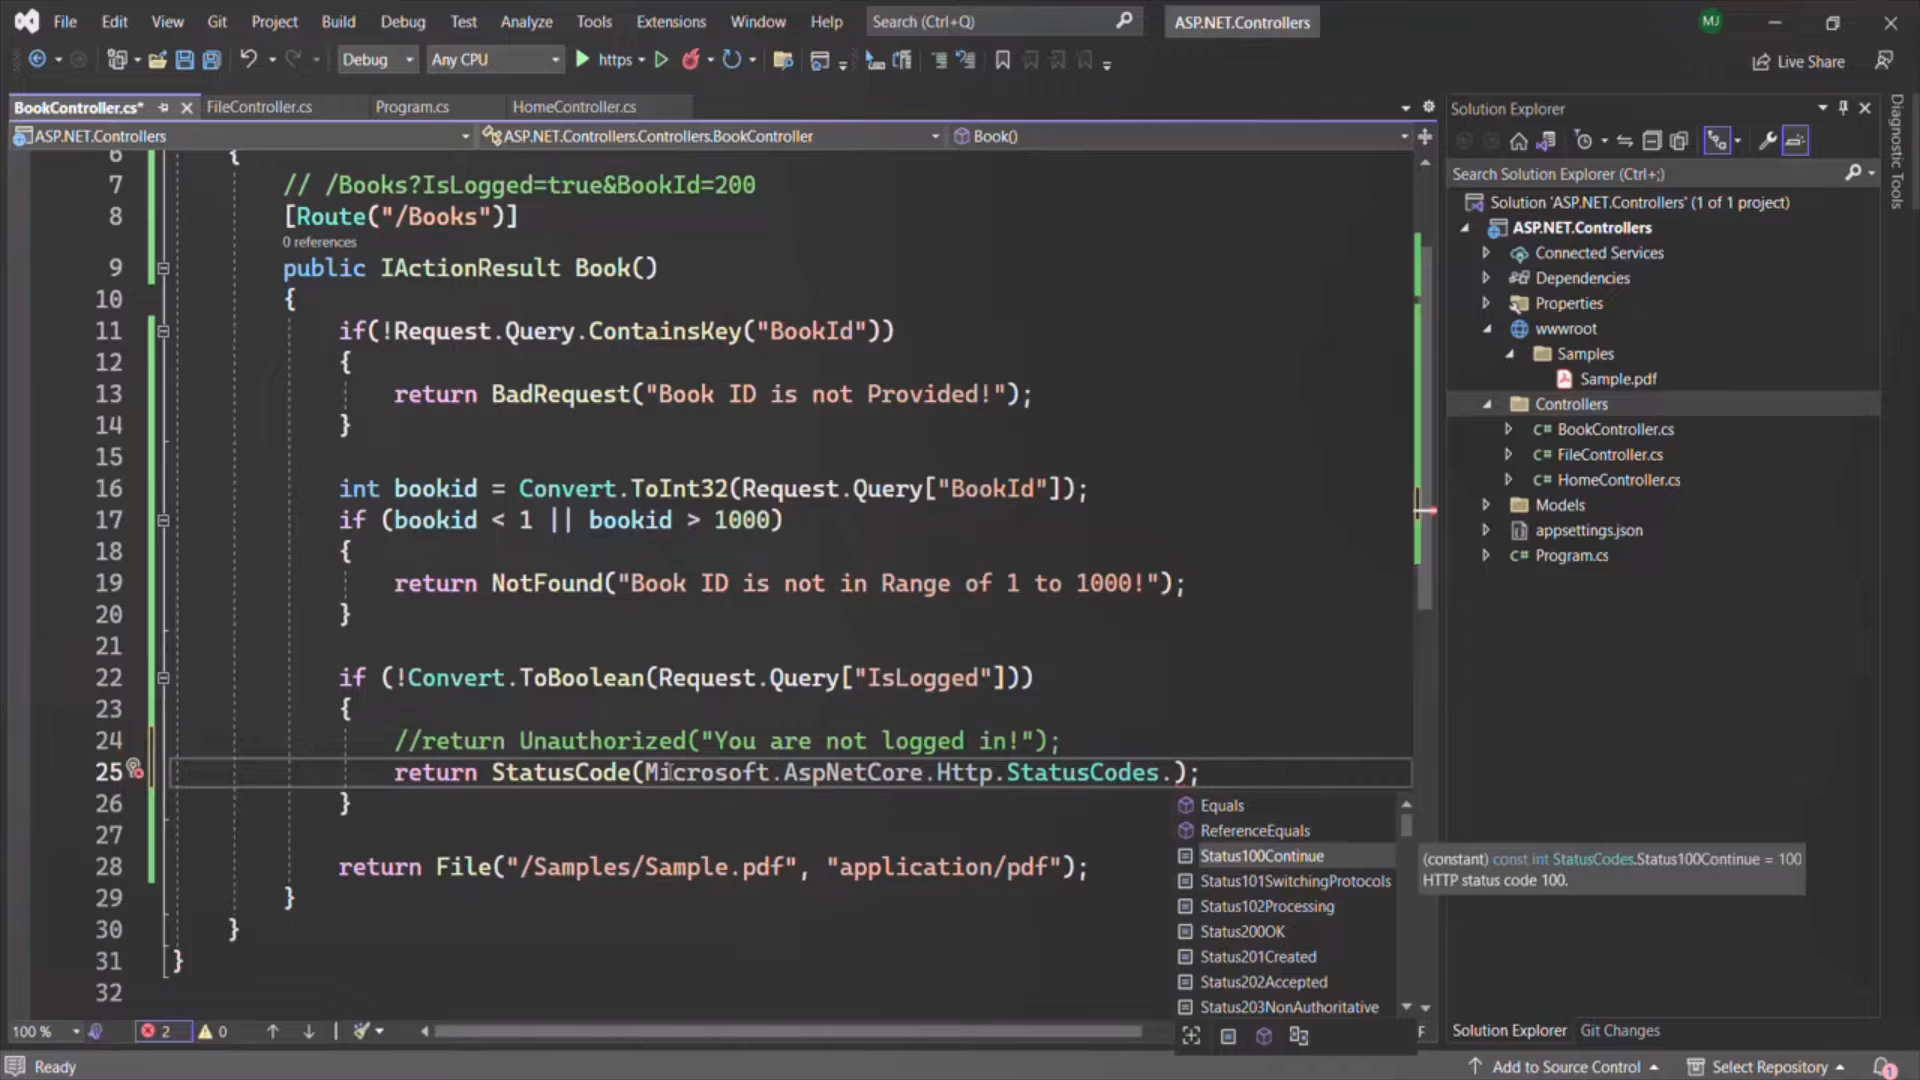 File Edit View Git Project Build Debug Test Analyze Tools Extensions Window Help Search (Ctrl+Q) ASP.NET.Controllers MJ
Debug Any CPU https Live Share
BookController.cs* FileController.cs Program.cs HomeController.cs
ASP.NET.Controllers ASP.NET.Controllers.Controllers.BookController Book()
6 {
7 // /Books?IsLogged=true&BookId=200
8 [Route("/Books")]
0 references
9 public IActionResult Book()
10 {
11 if(!Request.Query.ContainsKey("BookId"))
12 {
13 return BadRequest("Book ID is not Provided!");
14 }
15
16 int bookid = Convert.ToInt32(Request.Query["BookId"]);
17 if (bookid < 1 || bookid > 1000)
18 {
19 return NotFound("Book ID is not in Range of 1 to 1000!");
20 }
21
22 if (!Convert.ToBoolean(Request.Query["IsLogged"]))
23 {
24 //return Unauthorized("You are not logged in!");
25 return StatusCode(Microsoft.AspNetCore.Http.StatusCodes.);
26 }
27
28 return File("/Samples/Sample.pdf", "application/pdf");
29 }
30 }
31 }
32
Equals
ReferenceEquals
Status100Continue
Status101SwitchingProtocols
Status102Processing
Status200OK
Status201Created
Status202Accepted
Status203NonAuthoritative
(constant) const int StatusCodes.Status100Continue = 100
HTTP status code 100.
Solution Explorer
Search Solution Explorer (Ctrl+;)
Solution 'ASP.NET.Controllers' (1 of 1 project)
ASP.NET.Controllers
Connected Services
Dependencies
Properties
wwwroot
Samples
Sample.pdf
Controllers
C# BookController.cs
C# FileController.cs
C# HomeController.cs
Models
appsettings.json
C# Program.cs
Diagnostic Tools
100 % 2 0
Solution Explorer Git Changes
Ready Add to Source Control Select Repository 1